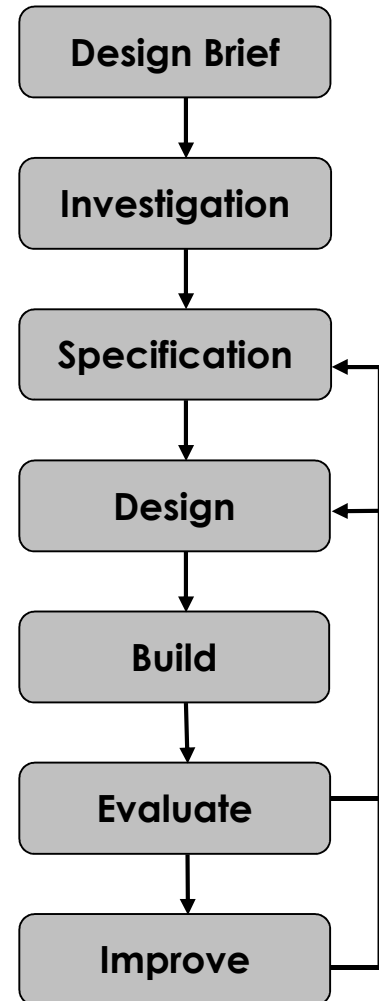 Design Brief
Investigation
Specification
Design
Build
Evaluate
Improve